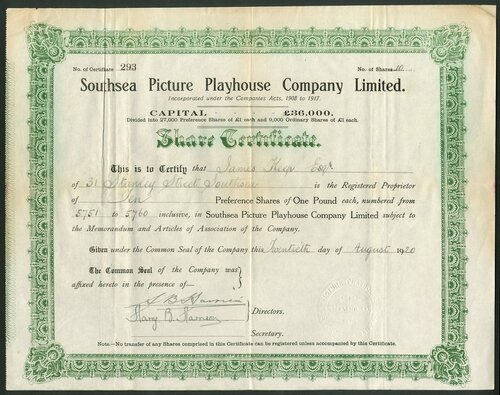 No. of Certificate 293 No. of Shares 10
Southsea Picture Playhouse Company Limited.
Incorporated under the Companies Acts, 1908 to 1917.
CAPITAL £36,000.
Divided into 27,000 Preference Shares of £1 each and 9,000 Ordinary Shares of £1 each.
Share Certificate.
This is to Certify that James Esqr
of 31 Stanley Street Southsea is the Registered Proprietor
of Ten Preference Shares of One Pound each, numbered from
5751 to 5760 inclusive, in Southsea Picture Playhouse Company Limited subject to
the Memorandum and Articles of Association of the Company.
Given under the Common Seal of the Company this Twentieth day of August 1920
The Common Seal of the Company was
affixed hereto in the presence of—
Harry B.
Directors.
Secretary.
Note.—No transfer of any Shares comprised in this Certificate can be registered unless accompanied by this Certificate.